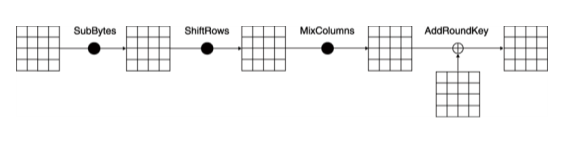 SubBytes
ShiftRows
MixColumns
AddRoundKey